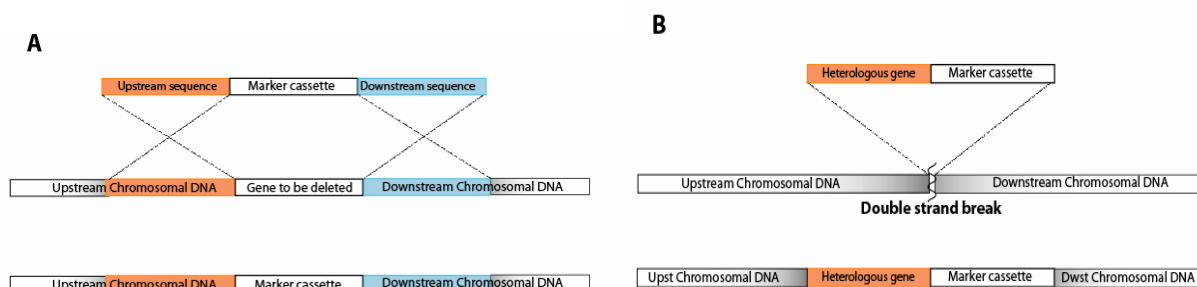 A
Upstream sequence Marker cassette Downstream sequence
Upstream Chromosomal DNA Gene to be deleted Downstream Chromosomal DNA
Upstream Chromosomal DNA Marker cassette Downstream Chromosomal DNA
B
Heterologous gene Marker cassette
Upstream Chromosomal DNA Downstream Chromosomal DNA
Double strand break
Upst Chromosomal DNA Heterologous gene Marker cassette Dwst Chromosomal DNA